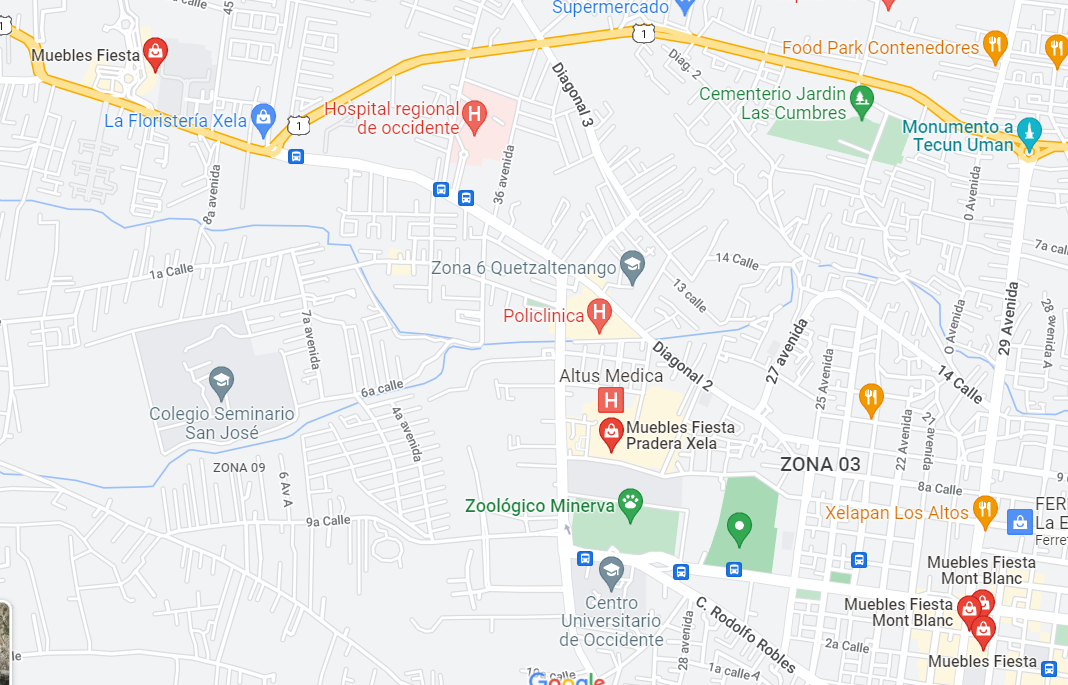 4a Calle
45
1
Supermercado
Muebles Fiesta
1
Food Park Contenedores
Diag. 2
Diagonal 3
La Floristería Xela
1
Hospital regional
de occidente
Cementerio Jardin
Las Cumbres
Monumento a
Tecun Uman
36 avenida
8a avenida
0 Avenida
1a Calle
Zona 6 Quetzaltenango
14 Calle
7a calle
13 calle
Policlinica
7a avenida
0 Avenida
29 Avenida
28 avenida A
27 avenida
Diagonal 2
Altus Medica
14 Calle
25 Avenida
6a calle
Colegio Seminario
San José
4a avenida
Muebles Fiesta
Pradera Xela
22 Avenida
21 avenida
ZONA 03
ZONA 09
6 Av A
8a Calle
9 c
Zoológico Minerva
Xelapan Los Altos
FER
La E
Ferret
9a Calle
Muebles Fiesta
Mont Blanc
Centro
Universitario
de Occidente
Muebles Fiesta
Mont Blanc
C. Rodolfo Robles
28 avenida
2a Calle
1a calle A
Muebles Fiesta
lle
Google